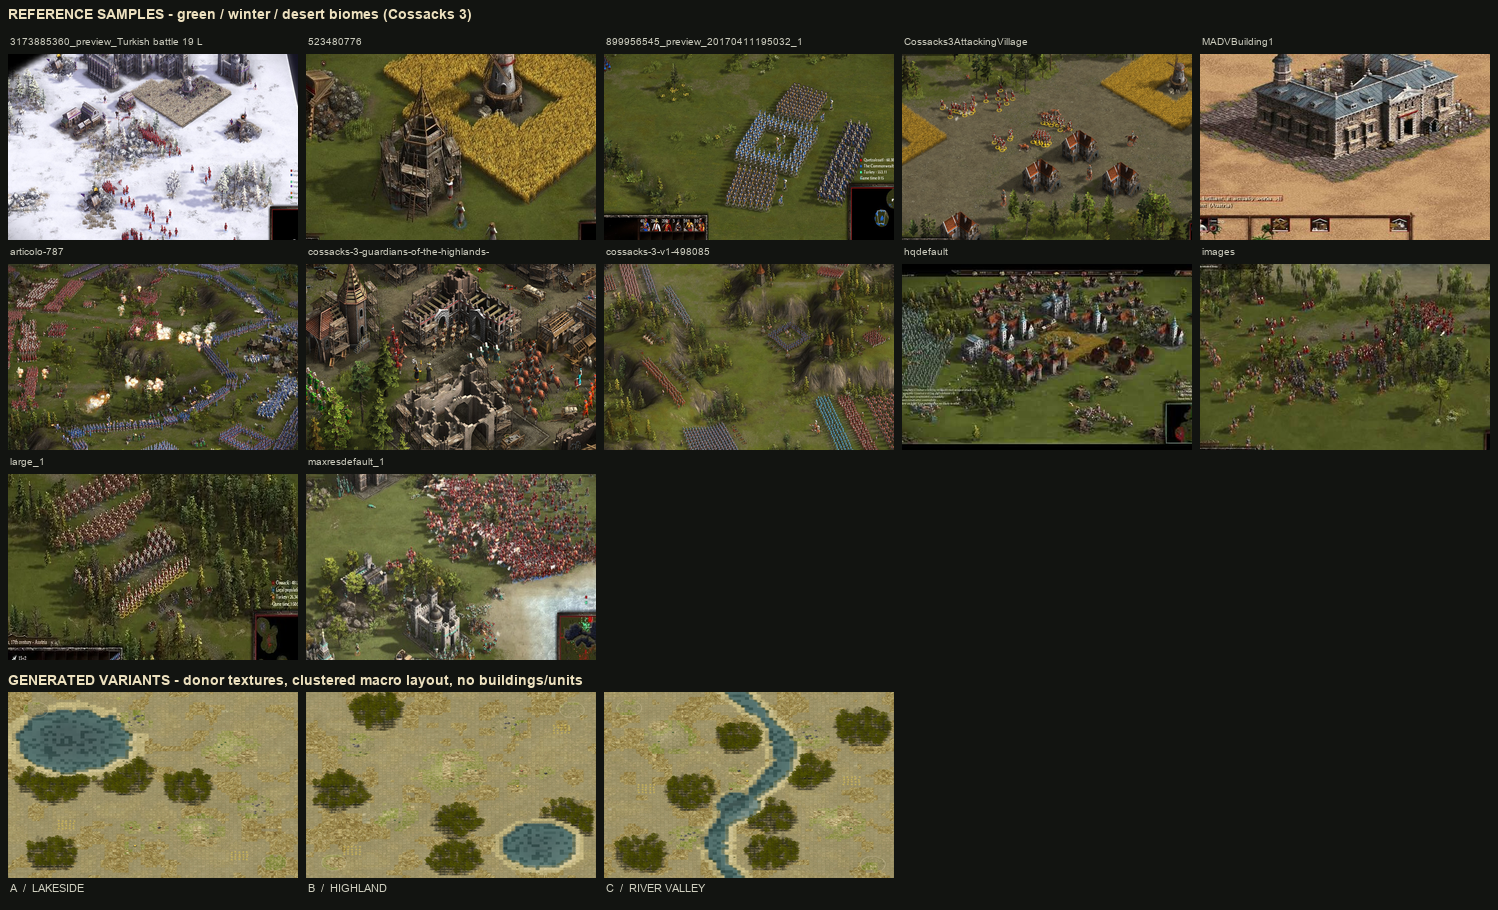 REFERENCE SAMPLES - green / winter / desert biomes (Cossacks 3)
3173885360_preview_Turkish battle 19 L
523480776
899956545_preview_20170411195032_1
Cossacks3AttackingVillage
MADVBuilding1
articolo-787
cossacks-3-guardians-of-the-highlands-
cossacks-3-v1-498085
hqdefault
images
large_1
maxresdefault_1
GENERATED VARIANTS - donor textures, clustered macro layout, no buildings/units
A / LAKESIDE
B / HIGHLAND
C / RIVER VALLEY